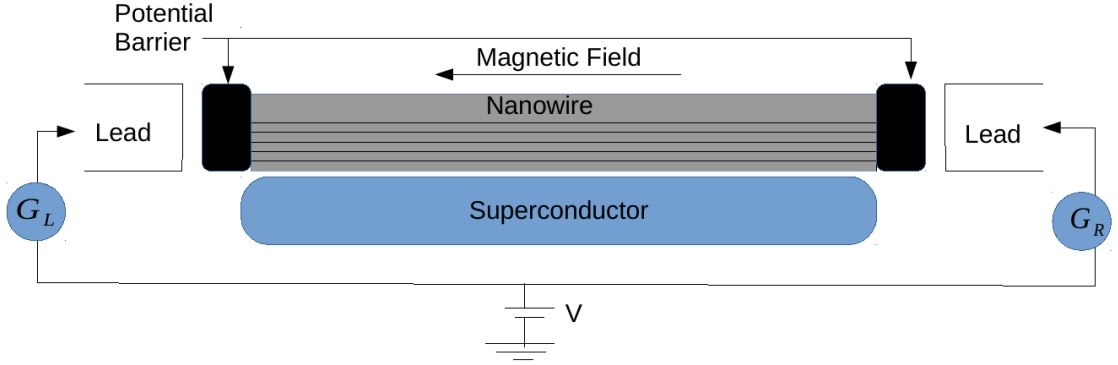 Potential
Barrier
Magnetic Field
Nanowire
Lead
Lead
Superconductor
G_L
G_R
V